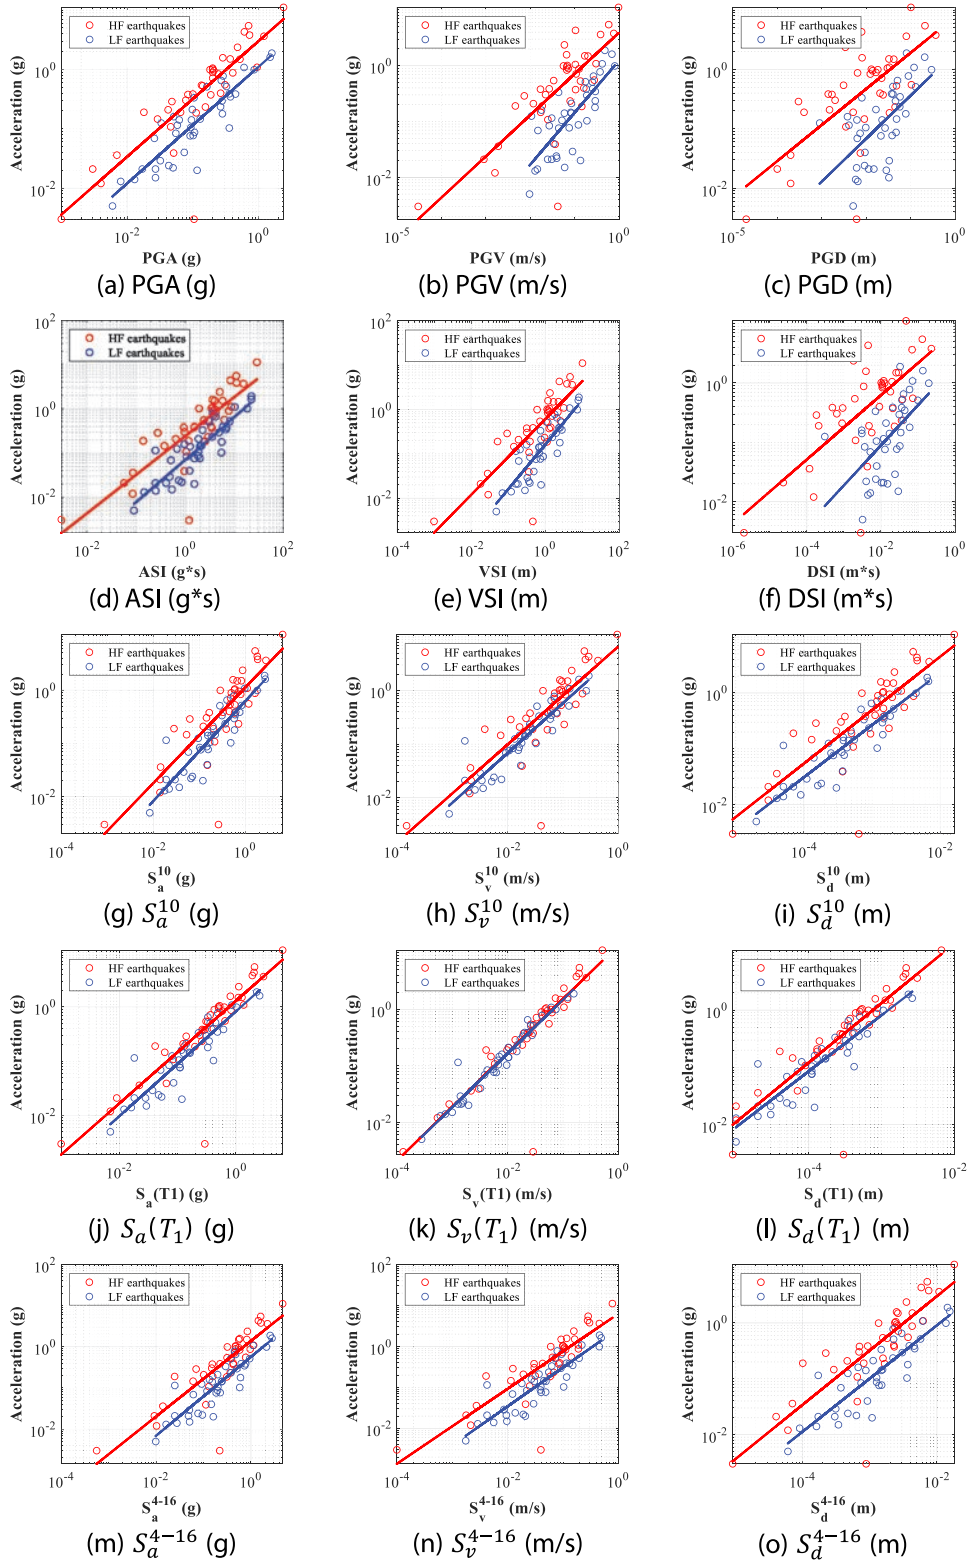 HF earthquakes
LF earthquakes
Acceleration (g)
10^0
10^-2
10^-2
10^0
PGA (g)
(a) PGA (g)
HF earthquakes
LF earthquakes
Acceleration (g)
10^0
10^-2
10^-5
10^0
PGV (m/s)
(b) PGV (m/s)
HF earthquakes
LF earthquakes
Acceleration (g)
10^0
10^-2
10^-5
10^0
PGD (m)
(c) PGD (m)
10^2
HF earthquakes
LF earthquakes
Acceleration (g)
10^0
10^-2
10^-2
10^0
10^2
ASI (g*s)
(d) ASI (g*s)
10^2
HF earthquakes
LF earthquakes
Acceleration (g)
10^0
10^-2
10^-4
10^-2
10^0
10^2
VSI (m)
(e) VSI (m)
HF earthquakes
LF earthquakes
Acceleration (g)
10^0
10^-2
10^-6
10^-4
10^-2
10^0
DSI (m*s)
(f) DSI (m*s)
HF earthquakes
LF earthquakes
Acceleration (g)
10^0
10^-2
10^-4
10^-2
10^0
S_a^10 (g)
(g) S_a^10 (g)
HF earthquakes
LF earthquakes
Acceleration (g)
10^0
10^-2
10^-4
10^-2
10^0
S_v^10 (m/s)
(h) S_v^10 (m/s)
HF earthquakes
LF earthquakes
Acceleration (g)
10^0
10^-2
10^-4
10^-2
S_d^10 (m)
(i) S_d^10 (m)
HF earthquakes
LF earthquakes
Acceleration (g)
10^0
10^-2
10^-2
10^0
S_a(T1) (g)
(j) S_a(T_1) (g)
HF earthquakes
LF earthquakes
Acceleration (g)
10^0
10^-2
10^-4
10^-2
10^0
S_v(T1) (m/s)
(k) S_v(T_1) (m/s)
HF earthquakes
LF earthquakes
Acceleration (g)
10^0
10^-2
10^-4
10^-2
S_d(T1) (m)
(l) S_d(T_1) (m)
10^2
HF earthquakes
LF earthquakes
Acceleration (g)
10^0
10^-2
10^-4
10^-2
10^0
S_a^4-16 (g)
(m) S_a^4−16 (g)
10^2
HF earthquakes
LF earthquakes
Acceleration (g)
10^0
10^-2
10^-4
10^-2
10^0
S_v^4-16 (m/s)
(n) S_v^4−16 (m/s)
HF earthquakes
LF earthquakes
Acceleration (g)
10^0
10^-2
10^-4
10^-2
S_d^4-16 (m)
(o) S_d^4−16 (m)